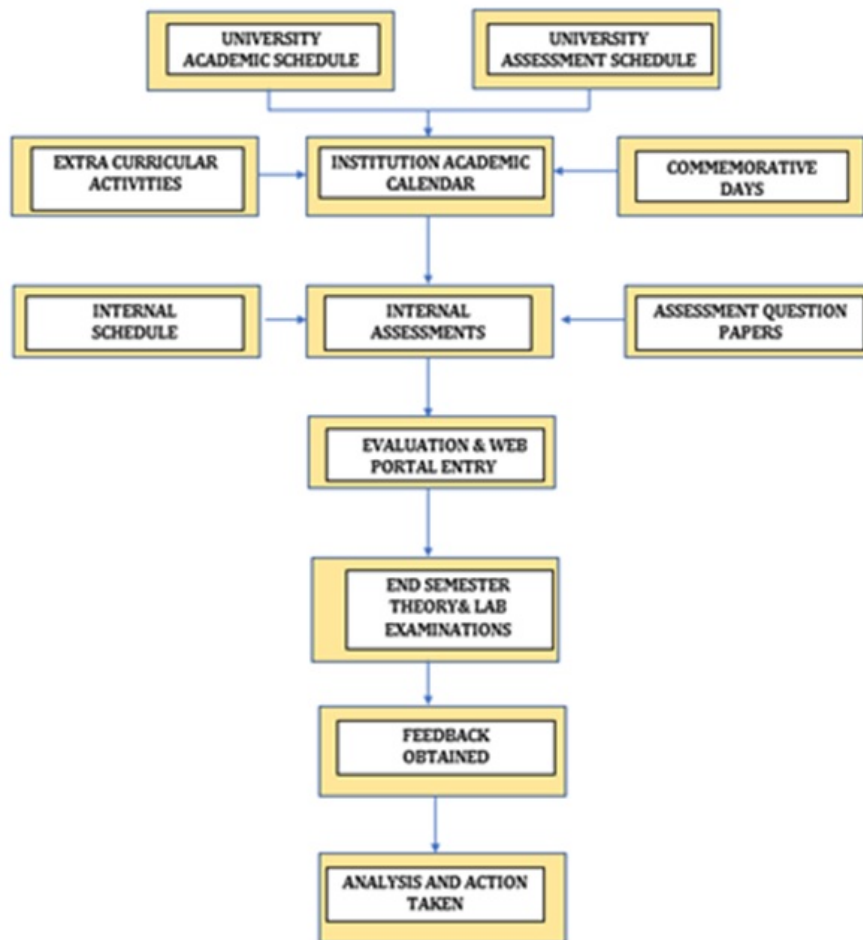 UNIVERSITY
ACADEMIC SCHEDULE
UNIVERSITY
ASSESSMENT SCHEDULE
EXTRA CURRICULAR
ACTIVITIES
INSTITUTION ACADEMIC
CALENDAR
COMMEMORATIVE
DAYS
INTERNAL
SCHEDULE
INTERNAL
ASSESSMENTS
ASSESSMENT QUESTION
PAPERS
EVALUATION & WEB
PORTAL ENTRY
END SEMESTER
THEORY& LAB
EXAMINATIONS
FEEDBACK
OBTAINED
ANALYSIS AND ACTION
TAKEN